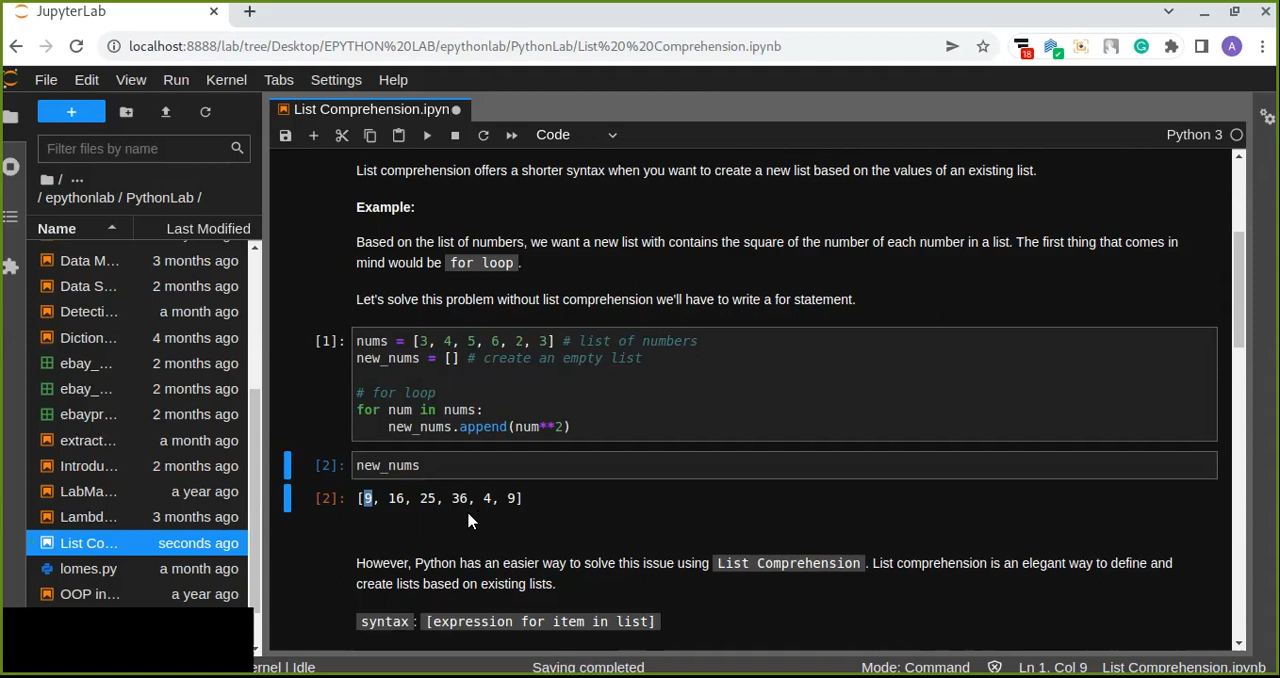 JupyterLab
localhost:8888/lab/tree/Desktop/EPYTHON%20LAB/epythonlab/PythonLab/List%20%20Comprehension.ipynb
18
A
File Edit View Run Kernel Tabs Settings Help
List Comprehension.ipyn
Code
Python 3
Filter files by name
/ ...
/ epythonlab / PythonLab /
Name Last Modified
Data M... 3 months ago
Data S... 2 months ago
Detecti... a month ago
Diction... 4 months ago
ebay_... 2 months ago
ebay_... 2 months ago
ebaypr... 2 months ago
extract... a month ago
Introdu... 2 months ago
LabMa... a year ago
Lambd... 3 months ago
List Co... seconds ago
lomes.py a month ago
OOP in... a year ago
List comprehension offers a shorter syntax when you want to create a new list based on the values of an existing list.
Example:
Based on the list of numbers, we want a new list with contains the square of the number of each number in a list. The first thing that comes in
mind would be for loop.
Let's solve this problem without list comprehension we'll have to write a for statement.
[1]: nums = [3, 4, 5, 6, 2, 3] # list of numbers
new_nums = [] # create an empty list
# for loop
for num in nums:
new_nums.append(num**2)
[2]: new_nums
[2]: [9, 16, 25, 36, 4, 9]
However, Python has an easier way to solve this issue using List Comprehension. List comprehension is an elegant way to define and
create lists based on existing lists.
syntax: [expression for item in list]
ernel | Idle Saving completed Mode: Command Ln 1, Col 9 List Comprehension.ipynb